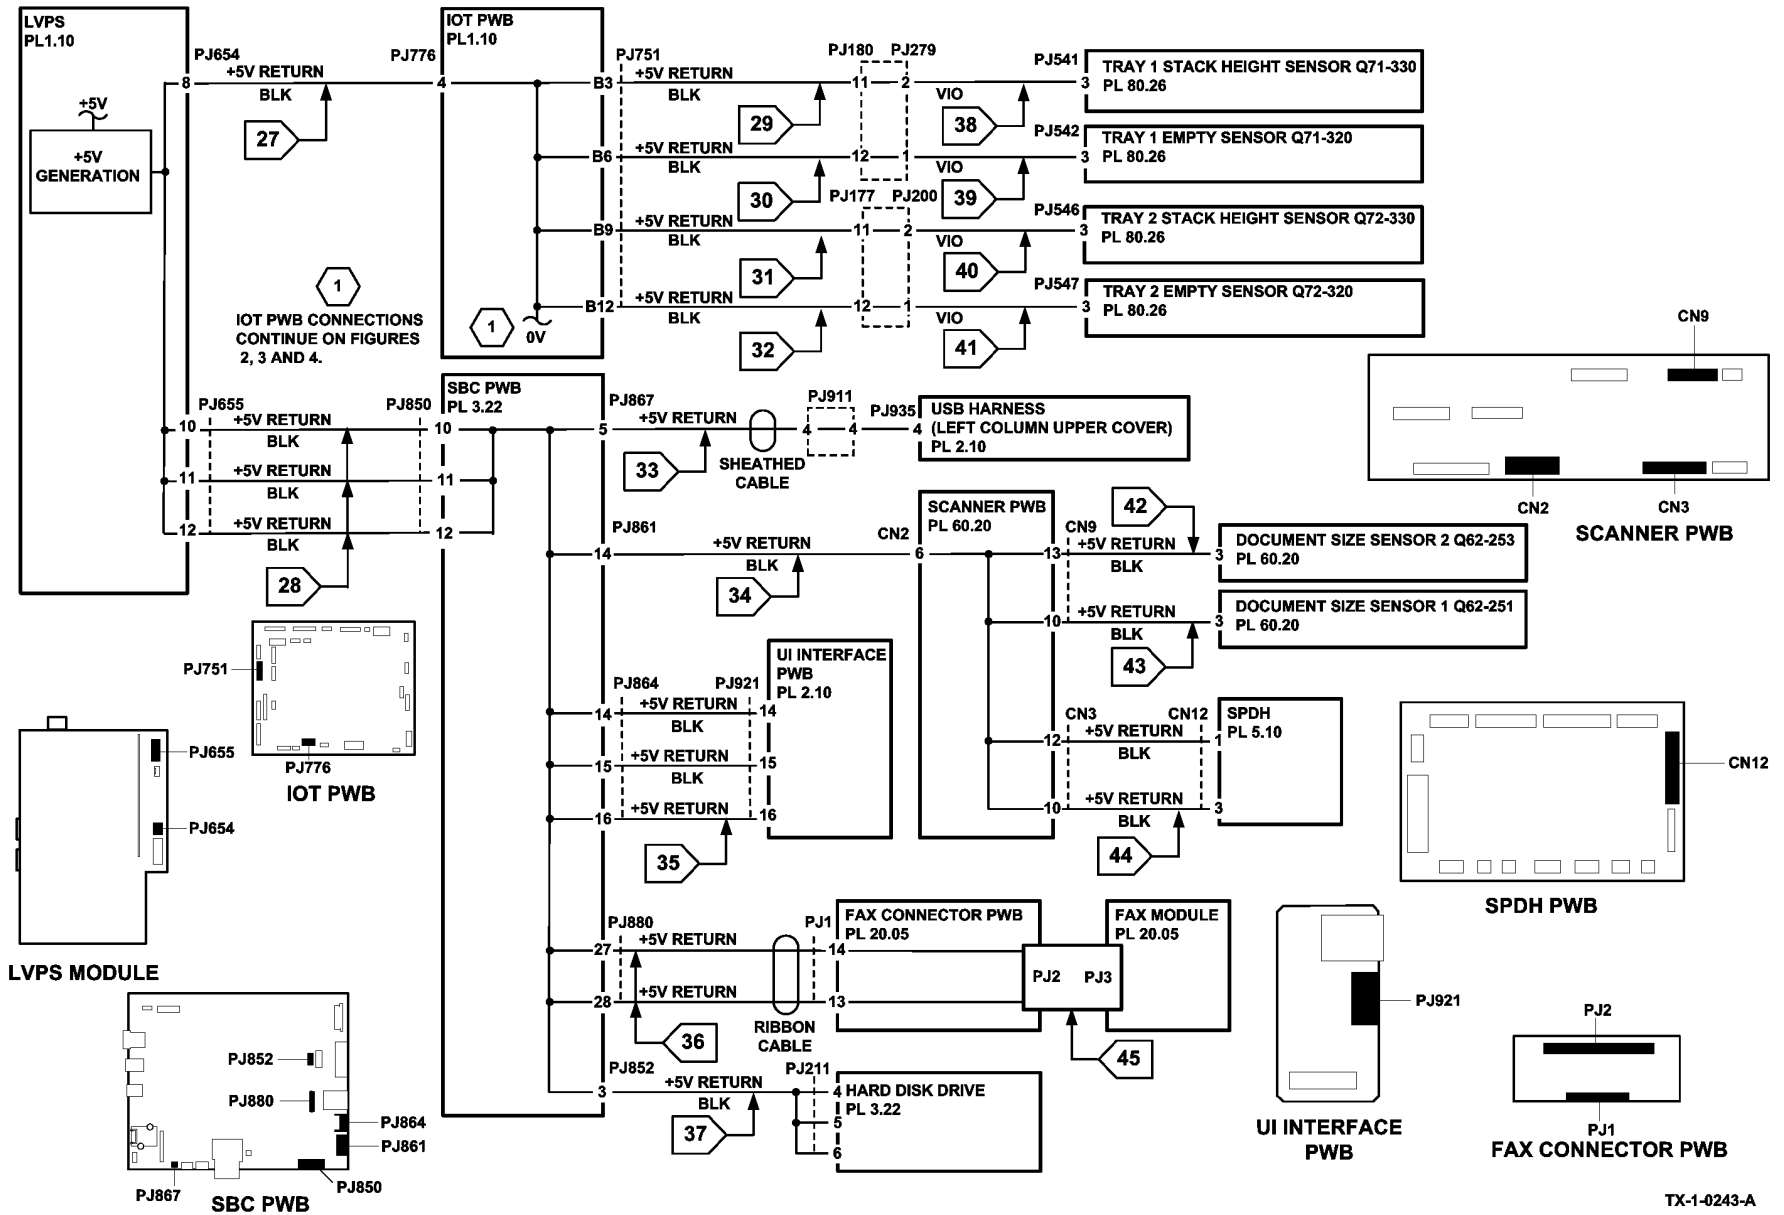 LVPS
PL1.10
PJ654
8
+5V RETURN
BLK
27
PJ776
4
+5V
+5V
GENERATION
IOT PWB
PL1.10
PJ751
B3
+5V RETURN
BLK
29
PJ180
PJ279
11
2
VIO
38
PJ541
3
TRAY 1 STACK HEIGHT SENSOR Q71-330
PL 80.26
B6
+5V RETURN
BLK
30
12
1
VIO
39
PJ542
3
TRAY 1 EMPTY SENSOR Q71-320
PL 80.26
B9
+5V RETURN
BLK
31
PJ177
PJ200
11
2
VIO
40
PJ546
3
TRAY 2 STACK HEIGHT SENSOR Q72-330
PL 80.26
B12
+5V RETURN
BLK
32
12
1
VIO
41
PJ547
3
TRAY 2 EMPTY SENSOR Q72-320
PL 80.26
1
0V
1
IOT PWB CONNECTIONS
CONTINUE ON FIGURES
2, 3 AND 4.
PJ655
PJ850
10
+5V RETURN
BLK
10
11
+5V RETURN
BLK
11
12
+5V RETURN
BLK
12
28
SBC PWB
PL 3.22
PJ867
5
+5V RETURN
BLK
33
SHEATHED
CABLE
PJ911
4
4
PJ935
4
USB HARNESS
(LEFT COLUMN UPPER COVER)
PL 2.10
PJ861
14
+5V RETURN
BLK
34
CN2
6
SCANNER PWB
PL 60.20
CN9
13
+5V RETURN
BLK
42
3
DOCUMENT SIZE SENSOR 2 Q62-253
PL 60.20
10
+5V RETURN
BLK
43
3
DOCUMENT SIZE SENSOR 1 Q62-251
PL 60.20
CN3
CN12
12
+5V RETURN
BLK
1
SPDH
PL 5.10
10
+5V RETURN
BLK
3
44
PJ864
PJ921
14
+5V RETURN
BLK
14
15
+5V RETURN
BLK
15
16
+5V RETURN
BLK
16
35
UI INTERFACE
PWB
PL 2.10
PJ880
27
+5V RETURN
28
+5V RETURN
36
RIBBON
CABLE
PJ1
14
13
FAX CONNECTOR PWB
PL 20.05
PJ2
PJ3
45
FAX MODULE
PL 20.05
PJ852
3
+5V RETURN
BLK
37
PJ211
4
5
6
HARD DISK DRIVE
PL 3.22
CN9
CN2
CN3
SCANNER PWB
PJ751
PJ776
IOT PWB
PJ655
PJ654
LVPS MODULE
PJ852
PJ880
PJ864
PJ861
PJ850
PJ867
SBC PWB
CN12
SPDH PWB
PJ921
UI INTERFACE
PWB
PJ2
PJ1
FAX CONNECTOR PWB
TX-1-0243-A